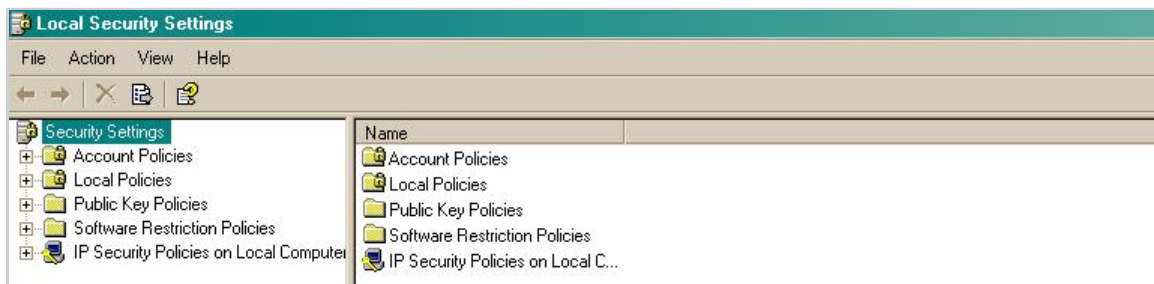 Local Security Settings
File Action View Help
Security Settings
Account Policies
Local Policies
Public Key Policies
Software Restriction Policies
IP Security Policies on Local Computer
Name
Account Policies
Local Policies
Public Key Policies
Software Restriction Policies
IP Security Policies on Local C...